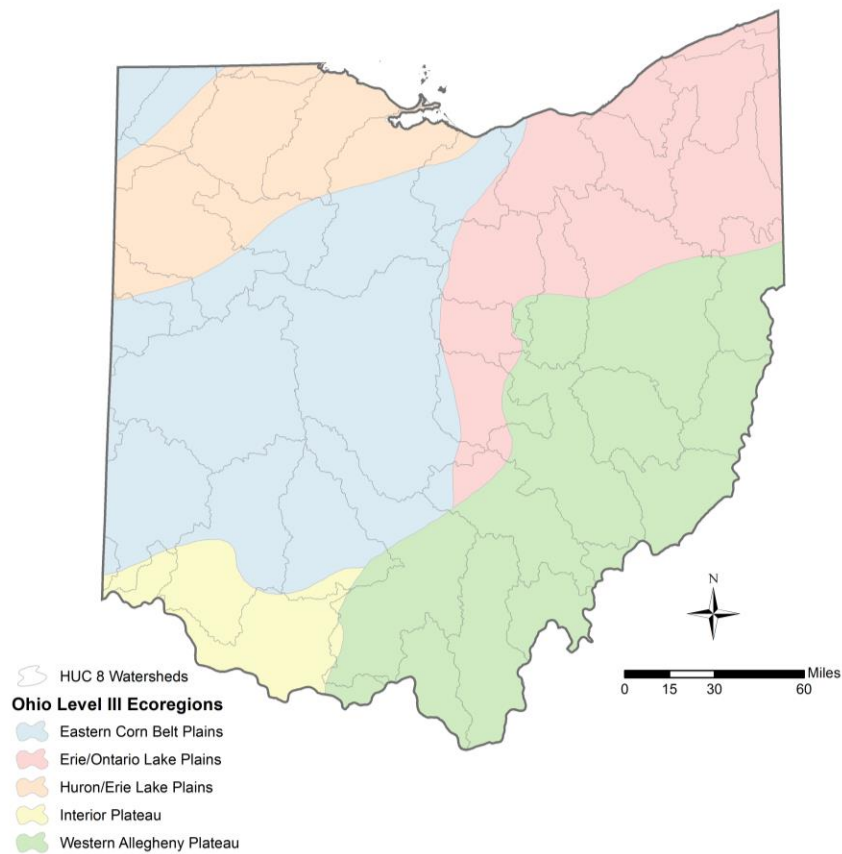 N
Miles
0 15 30 60
HUC 8 Watersheds
Ohio Level III Ecoregions
Eastern Corn Belt Plains
Erie/Ontario Lake Plains
Huron/Erie Lake Plains
Interior Plateau
Western Allegheny Plateau